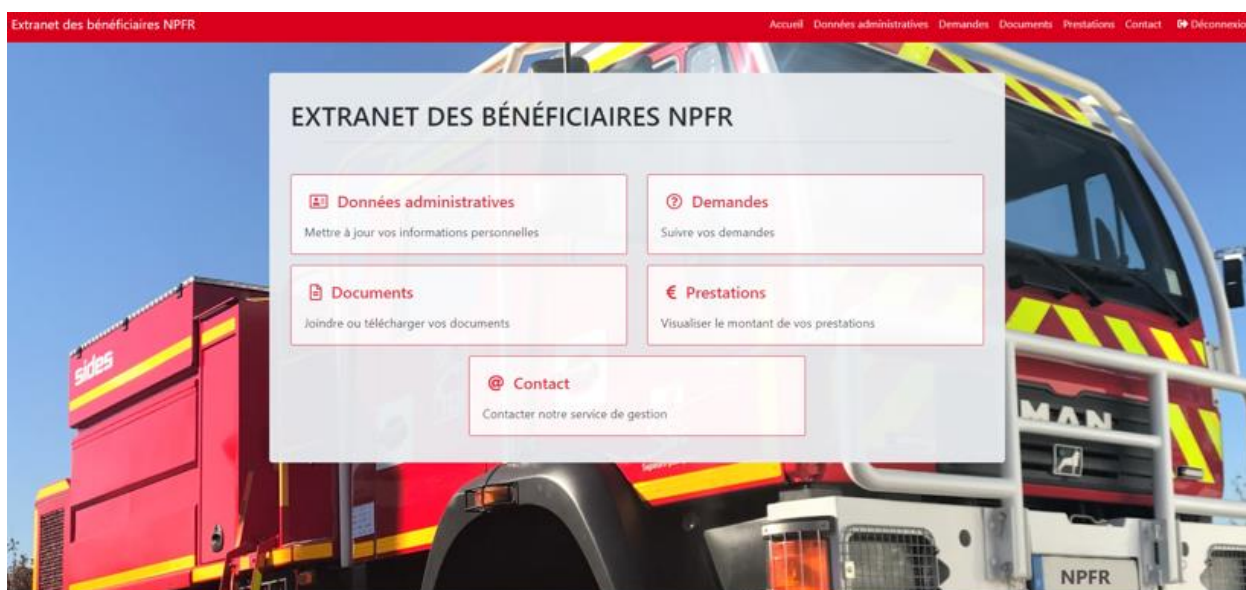 Extranet des bénéficiaires NPFR
Accueil Données administratives Demandes Documents Prestations Contact Déconnexio
EXTRANET DES BÉNÉFICIAIRES NPFR
Données administratives
Mettre à jour vos informations personnelles
Demandes
Suivre vos demandes
Documents
Joindre ou télécharger vos documents
€ Prestations
Visualiser le montant de vos prestations
@ Contact
Contacter notre service de gestion
sides
MAN
NPFR